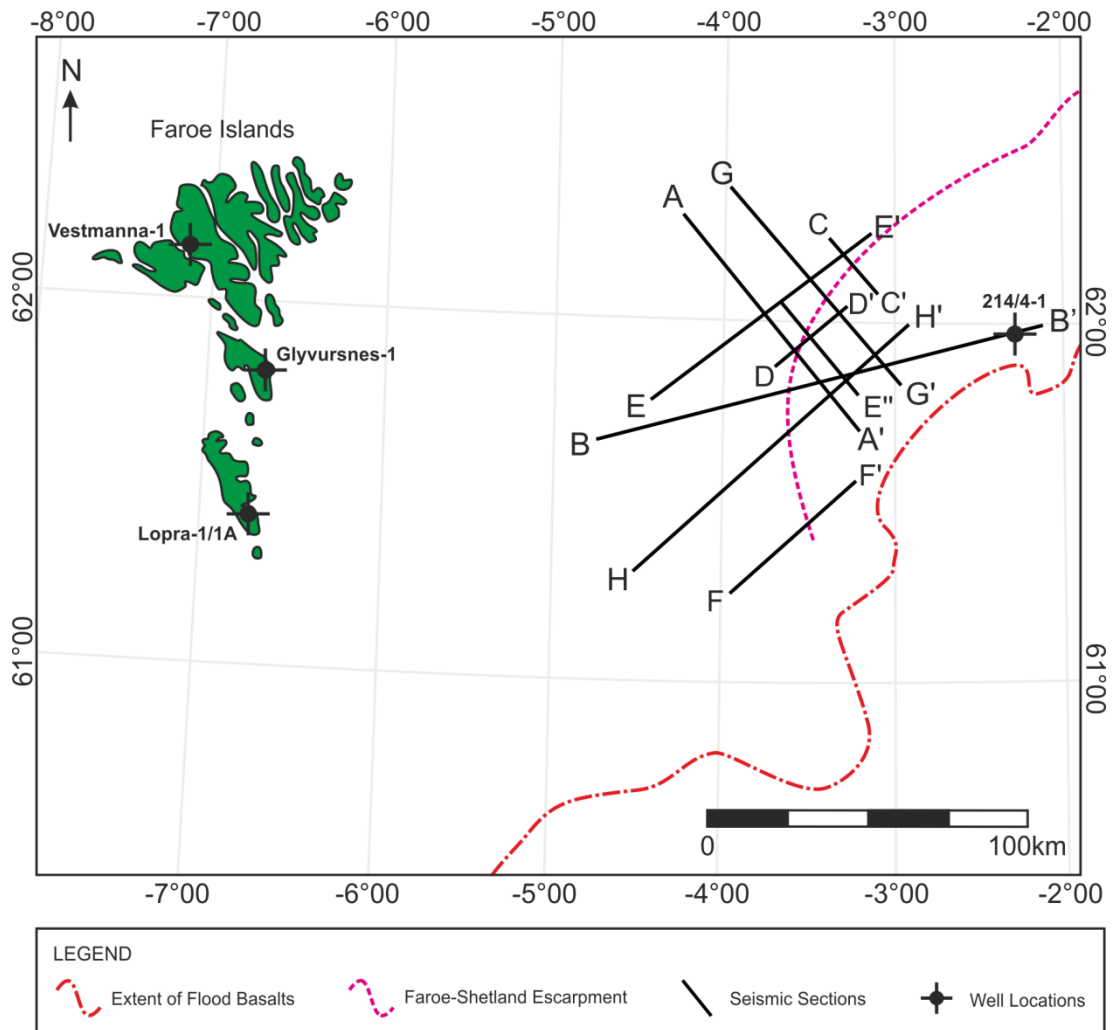 -8°00' -7°00' -6°00' -5°00' -4°00' -3°00' -2°00'
N
Faroe Islands
Vestmanna-1
Glyvursnes-1
Lopra-1/1A
62°00'
61°00'
G
A
C
E'
D'
C'
H'
214/4-1
B’
62°00'
D
E
E"
G'
B
A'
F'
H
F
61°00'
0 100km
-7°00' -6°00' -5°00' -4°00' -3°00' -2°00'
LEGEND
Extent of Flood Basalts
Faroe-Shetland Escarpment
Seismic Sections
Well Locations